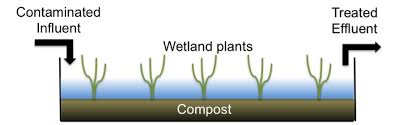 Contaminated
Influent
Treated
Effluent
Wetland plants
Compost